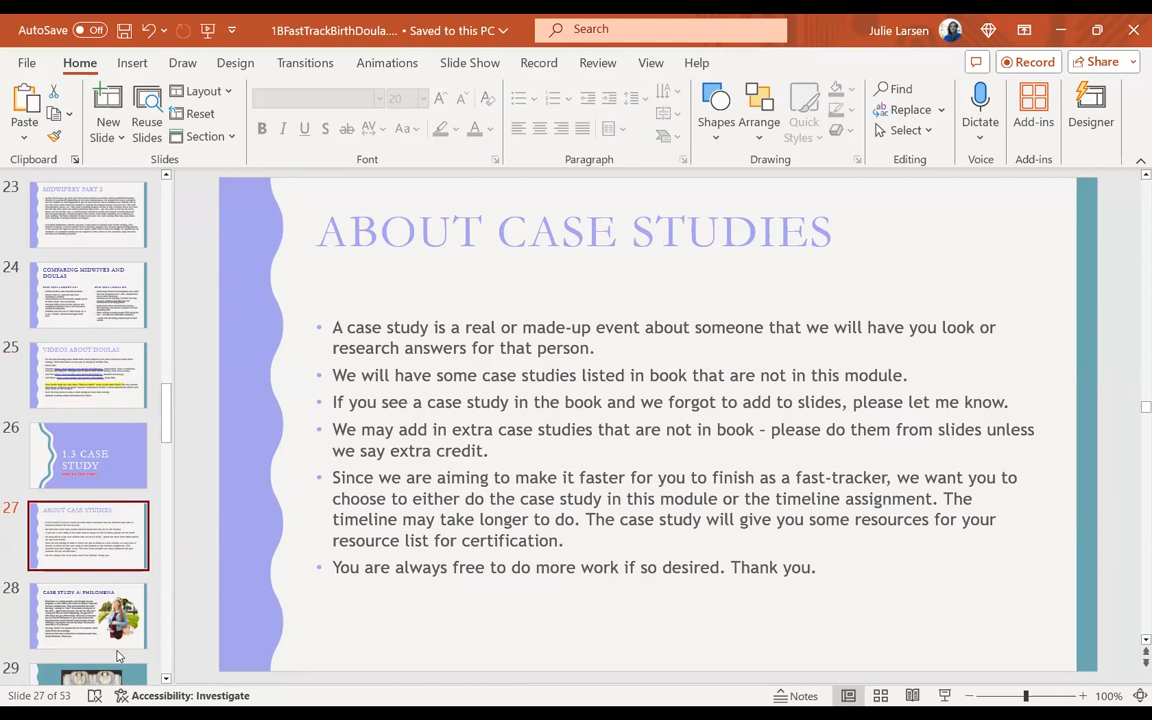 AutoSave Off 1BFastTrackBirthDoula.... • Saved to this PC Search Julie Larsen
File Home Insert Draw Design Transitions Animations Slide Show Record Review View Help Record Share
Paste New Slide Reuse Slides Layout Reset Section 20 Shapes Arrange Quick Styles Find Replace Select Dictate Add-ins Designer
Clipboard Slides Font Paragraph Drawing Editing Voice Add-ins
23
MIDWIFERY PART 2
24
COMPARING MIDWIVES AND
DOULAS
25
VIDEOS ABOUT DOULAS
26
1.3 CASE
STUDY
27
ABOUT CASE STUDIES
28
CASE STUDY A: PHILOMENA
29
ABOUT CASE STUDIES
• A case study is a real or made-up event about someone that we will have you look or
research answers for that person.
• We will have some case studies listed in book that are not in this module.
• If you see a case study in the book and we forgot to add to slides, please let me know.
• We may add in extra case studies that are not in book – please do them from slides unless
we say extra credit.
• Since we are aiming to make it faster for you to finish as a fast-tracker, we want you to
choose to either do the case study in this module or the timeline assignment. The
timeline may take longer to do. The case study will give you some resources for your
resource list for certification.
• You are always free to do more work if so desired. Thank you.
Slide 27 of 53 Accessibility: Investigate Notes 100%